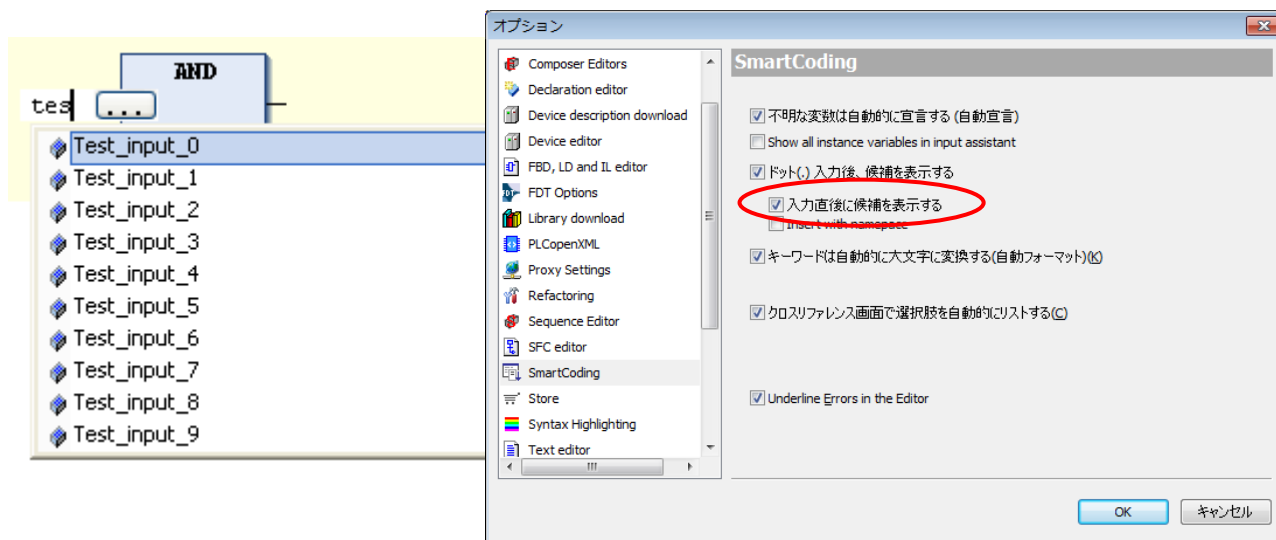 AND
tes
...
Test_input_0
Test_input_1
Test_input_2
Test_input_3
Test_input_4
Test_input_5
Test_input_6
Test_input_7
Test_input_8
Test_input_9
オプション
Composer Editors
Declaration editor
Device description download
Device editor
FBD, LD and IL editor
FDT Options
Library download
PLCopenXML
Proxy Settings
Refactoring
Sequence Editor
SFC editor
SmartCoding
Store
Syntax Highlighting
Text editor
SmartCoding
不明な変数は自動的に宣言する (自動宣言)
Show all instance variables in input assistant
ドット(.) 入力後、候補を表示する
入力直後に候補を表示する
Insert with namepace
キーワードは自動的に大文字に変換する(自動フォーマット)(K)
クロスリファレンス画面で選択肢を自動的にリストする(C)
Underline Errors in the Editor
OK
キャンセル